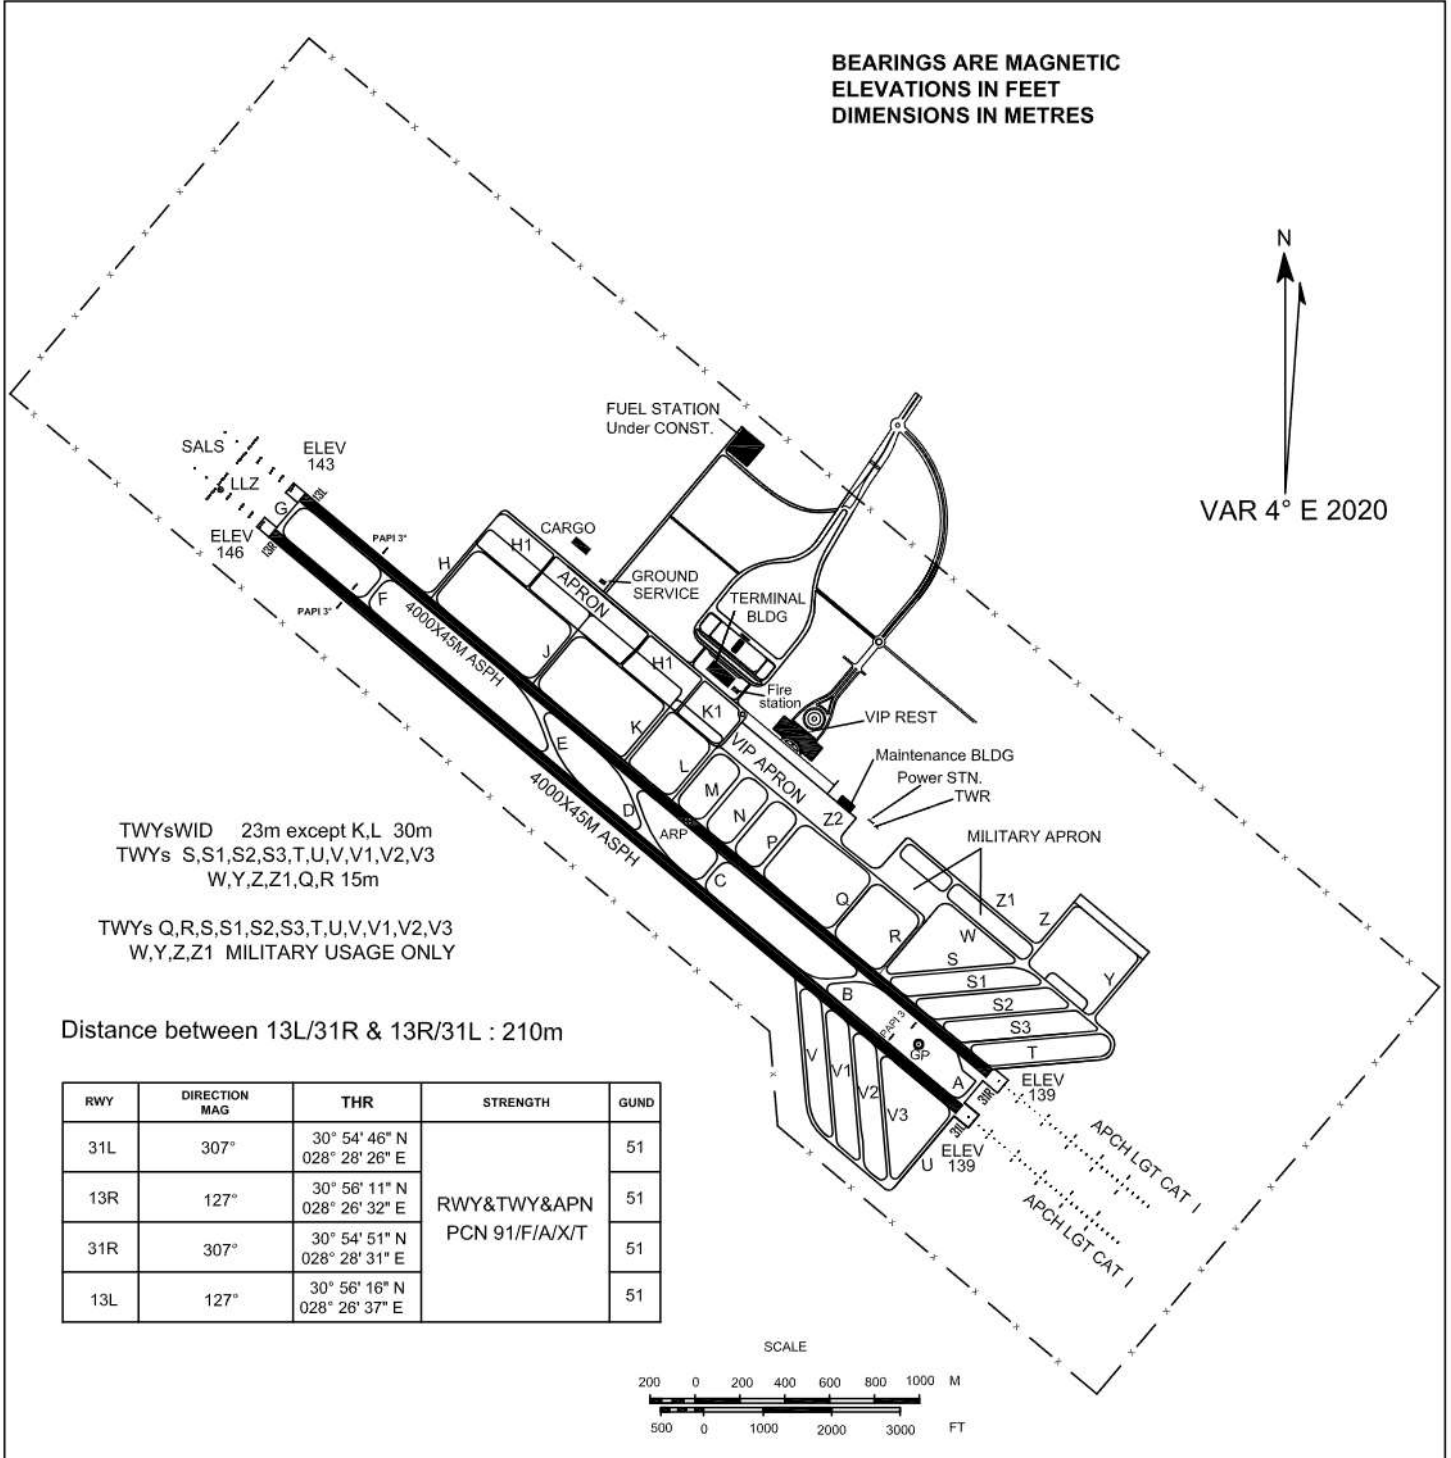 BEARINGS ARE MAGNETIC
ELEVATIONS IN FEET
DIMENSIONS IN METRES
N
VAR 4° E 2020
FUEL STATION
Under CONST.
SALS
ELEV
143
LLZ
13L
G
ELEV
146
13R
PAPI 3°
PAPI 3°
CARGO
H
H1
APRON
GROUND
SERVICE
TERMINAL
BLDG
F
4000X45M ASPH
J
H1
Fire
station
K1
K
VIP REST
E
VIP APRON
L
Maintenance BLDG
Power STN.
TWR
4000X45M ASPH
D
M
N
P
Z2
ARP
MILITARY APRON
C
Q
Z1
Z
R
W
S
S1
S2
S3
T
Y
B
PAPI 3
GP
V
V1
V2
V3
A
U
31R
ELEV
139
31L
ELEV
139
APCH LGT CAT I
APCH LGT CAT I
TWYsWID 23m except K,L 30m
TWYs S,S1,S2,S3,T,U,V,V1,V2,V3
W,Y,Z,Z1,Q,R 15m
TWYs Q,R,S,S1,S2,S3,T,U,V,V1,V2,V3
W,Y,Z,Z1 MILITARY USAGE ONLY
Distance between 13L/31R & 13R/31L : 210m
RWY DIRECTION MAG THR STRENGTH GUND
31L 307° 30° 54' 46" N 51
028° 28' 26" E
13R 127° 30° 56' 11" N 51
028° 26' 32" E
RWY&TWY&APN
PCN 91/F/A/X/T
31R 307° 30° 54' 51" N 51
028° 28' 31" E
13L 127° 30° 56' 16" N 51
028° 26' 37" E
SCALE
200 0 200 400 600 800 1000 M
500 0 1000 2000 3000 FT